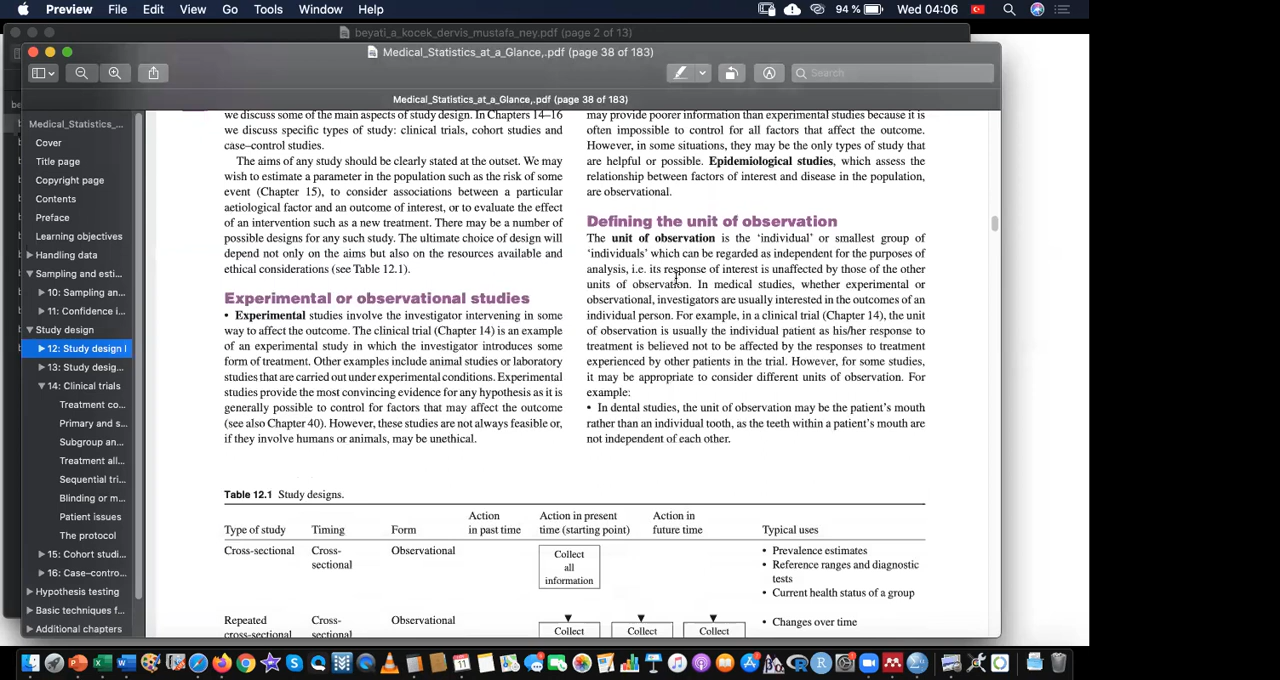 Preview File Edit View Go Tools Window Help
94 % Wed 04:06
beyati_a_kocek_dervis_mustafa_ney.pdf (page 2 of 13)
Medical_Statistics_at_a_Glance,.pdf (page 38 of 183)
Search
Medical_Statistics_at_a_Glance,.pdf (page 38 of 183)
Medical_Statistics_...
Cover
Title page
Copyright page
Contents
Preface
Learning objectives
Handling data
Sampling and esti...
10: Sampling an...
11: Confidence i...
Study design
12: Study design I
13: Study desig...
14: Clinical trials
Treatment co...
Primary and s...
Subgroup an...
Treatment all...
Sequential tri...
Blinding or m...
Patient issues
The protocol
15: Cohort studi...
16: Case–contro...
Hypothesis testing
Basic techniques f...
Additional chapters
we discuss some of the main aspects of study design. In Chapters 14–16
we discuss specific types of study: clinical trials, cohort studies and
case–control studies.
The aims of any study should be clearly stated at the outset. We may
wish to estimate a parameter in the population such as the risk of some
event (Chapter 15), to consider associations between a particular
aetiological factor and an outcome of interest, or to evaluate the effect
of an intervention such as a new treatment. There may be a number of
possible designs for any such study. The ultimate choice of design will
depend not only on the aims but also on the resources available and
ethical considerations (see Table 12.1).
Experimental or observational studies
• Experimental studies involve the investigator intervening in some
way to affect the outcome. The clinical trial (Chapter 14) is an example
of an experimental study in which the investigator introduces some
form of treatment. Other examples include animal studies or laboratory
studies that are carried out under experimental conditions. Experimental
studies provide the most convincing evidence for any hypothesis as it is
generally possible to control for factors that may affect the outcome
(see also Chapter 40). However, these studies are not always feasible or,
if they involve humans or animals, may be unethical.
may provide poorer information than experimental studies because it is
often impossible to control for all factors that affect the outcome.
However, in some situations, they may be the only types of study that
are helpful or possible. Epidemiological studies, which assess the
relationship between factors of interest and disease in the population,
are observational.
Defining the unit of observation
The unit of observation is the ‘individual’ or smallest group of
‘individuals’ which can be regarded as independent for the purposes of
analysis, i.e. its response of interest is unaffected by those of the other
units of observation. In medical studies, whether experimental or
observational, investigators are usually interested in the outcomes of an
individual person. For example, in a clinical trial (Chapter 14), the unit
of observation is usually the individual patient as his/her response to
treatment is believed not to be affected by the responses to treatment
experienced by other patients in the trial. However, for some studies,
it may be appropriate to consider different units of observation. For
example:
• In dental studies, the unit of observation may be the patient’s mouth
rather than an individual tooth, as the teeth within a patient’s mouth are
not independent of each other.
Table 12.1 Study designs.
Type of study Timing Form Action in past time Action in present time (starting point) Action in future time Typical uses
Cross-sectional Cross-sectional Observational
Collect
all
information
• Prevalence estimates
• Reference ranges and diagnostic
tests
• Current health status of a group
Repeated
cross-sectional
Cross-
sectional
Observational
Collect Collect Collect
• Changes over time